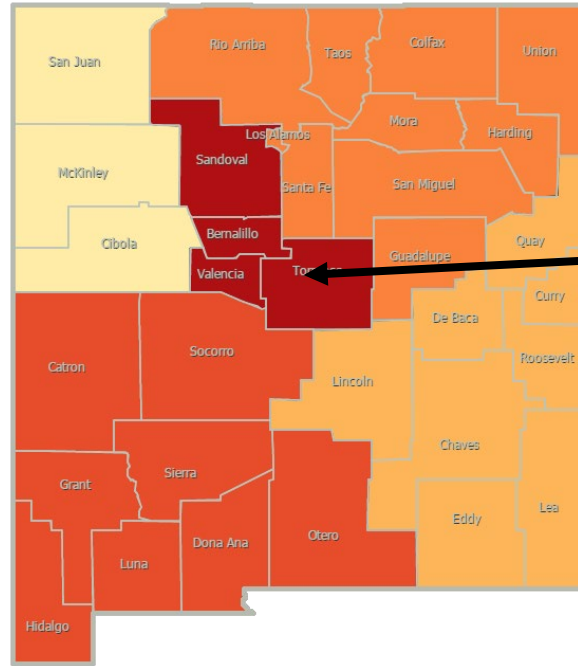 Rio Arriba
Taos
Colfax
Union
San Juan
Los Alamos
Mora
Harding
Sandoval
McKinley
Santa Fe
San Miguel
Bernalillo
Cibola
Quay
Guadalupe
Valencia
Curry
De Baca
Roosevelt
Socorro
Catron
Lincoln
Chaves
Sierra
Grant
Lea
Eddy
Dona Ana
Otero
Luna
Hidalgo